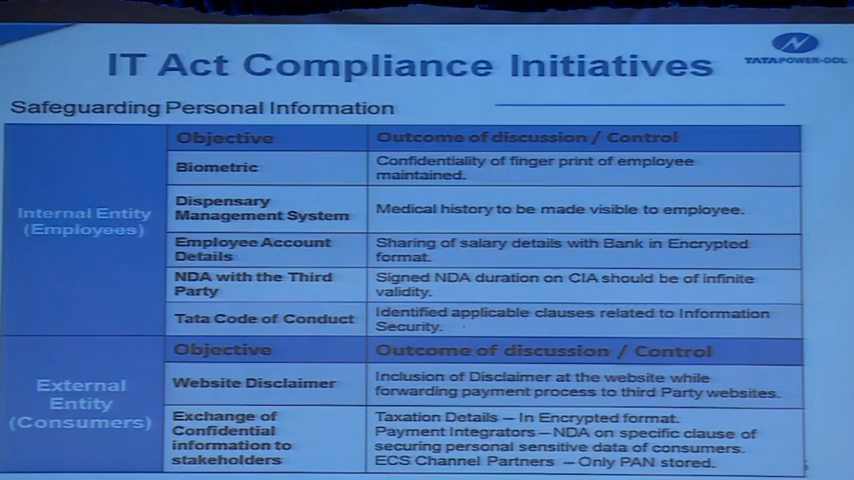 IT Act Compliance Initiatives
TATA POWER-DDL
Safeguarding Personal Information
Objective
Outcome of discussion / Control
Internal Entity
(Employees)
Biometric
Confidentiality of finger print of employee
maintained.
Dispensary
Management System
Medical history to be made visible to employee.
Employee Account
Details
Sharing of salary details with Bank in Encrypted
format.
NDA with the Third
Party
Signed NDA duration on CIA should be of infinite
validity.
Tata Code of Conduct
Identified applicable clauses related to Information
Security.
Objective
Outcome of discussion / Control
External
Entity
(Consumers)
Website Disclaimer
Inclusion of Disclaimer at the website while
forwarding payment process to third Party websites.
Exchange of
Confidential
information to
stakeholders
Taxation Details – In Encrypted format.
Payment Integrators – NDA on specific clause of
securing personal sensitive data of consumers.
ECS Channel Partners – Only PAN stored.